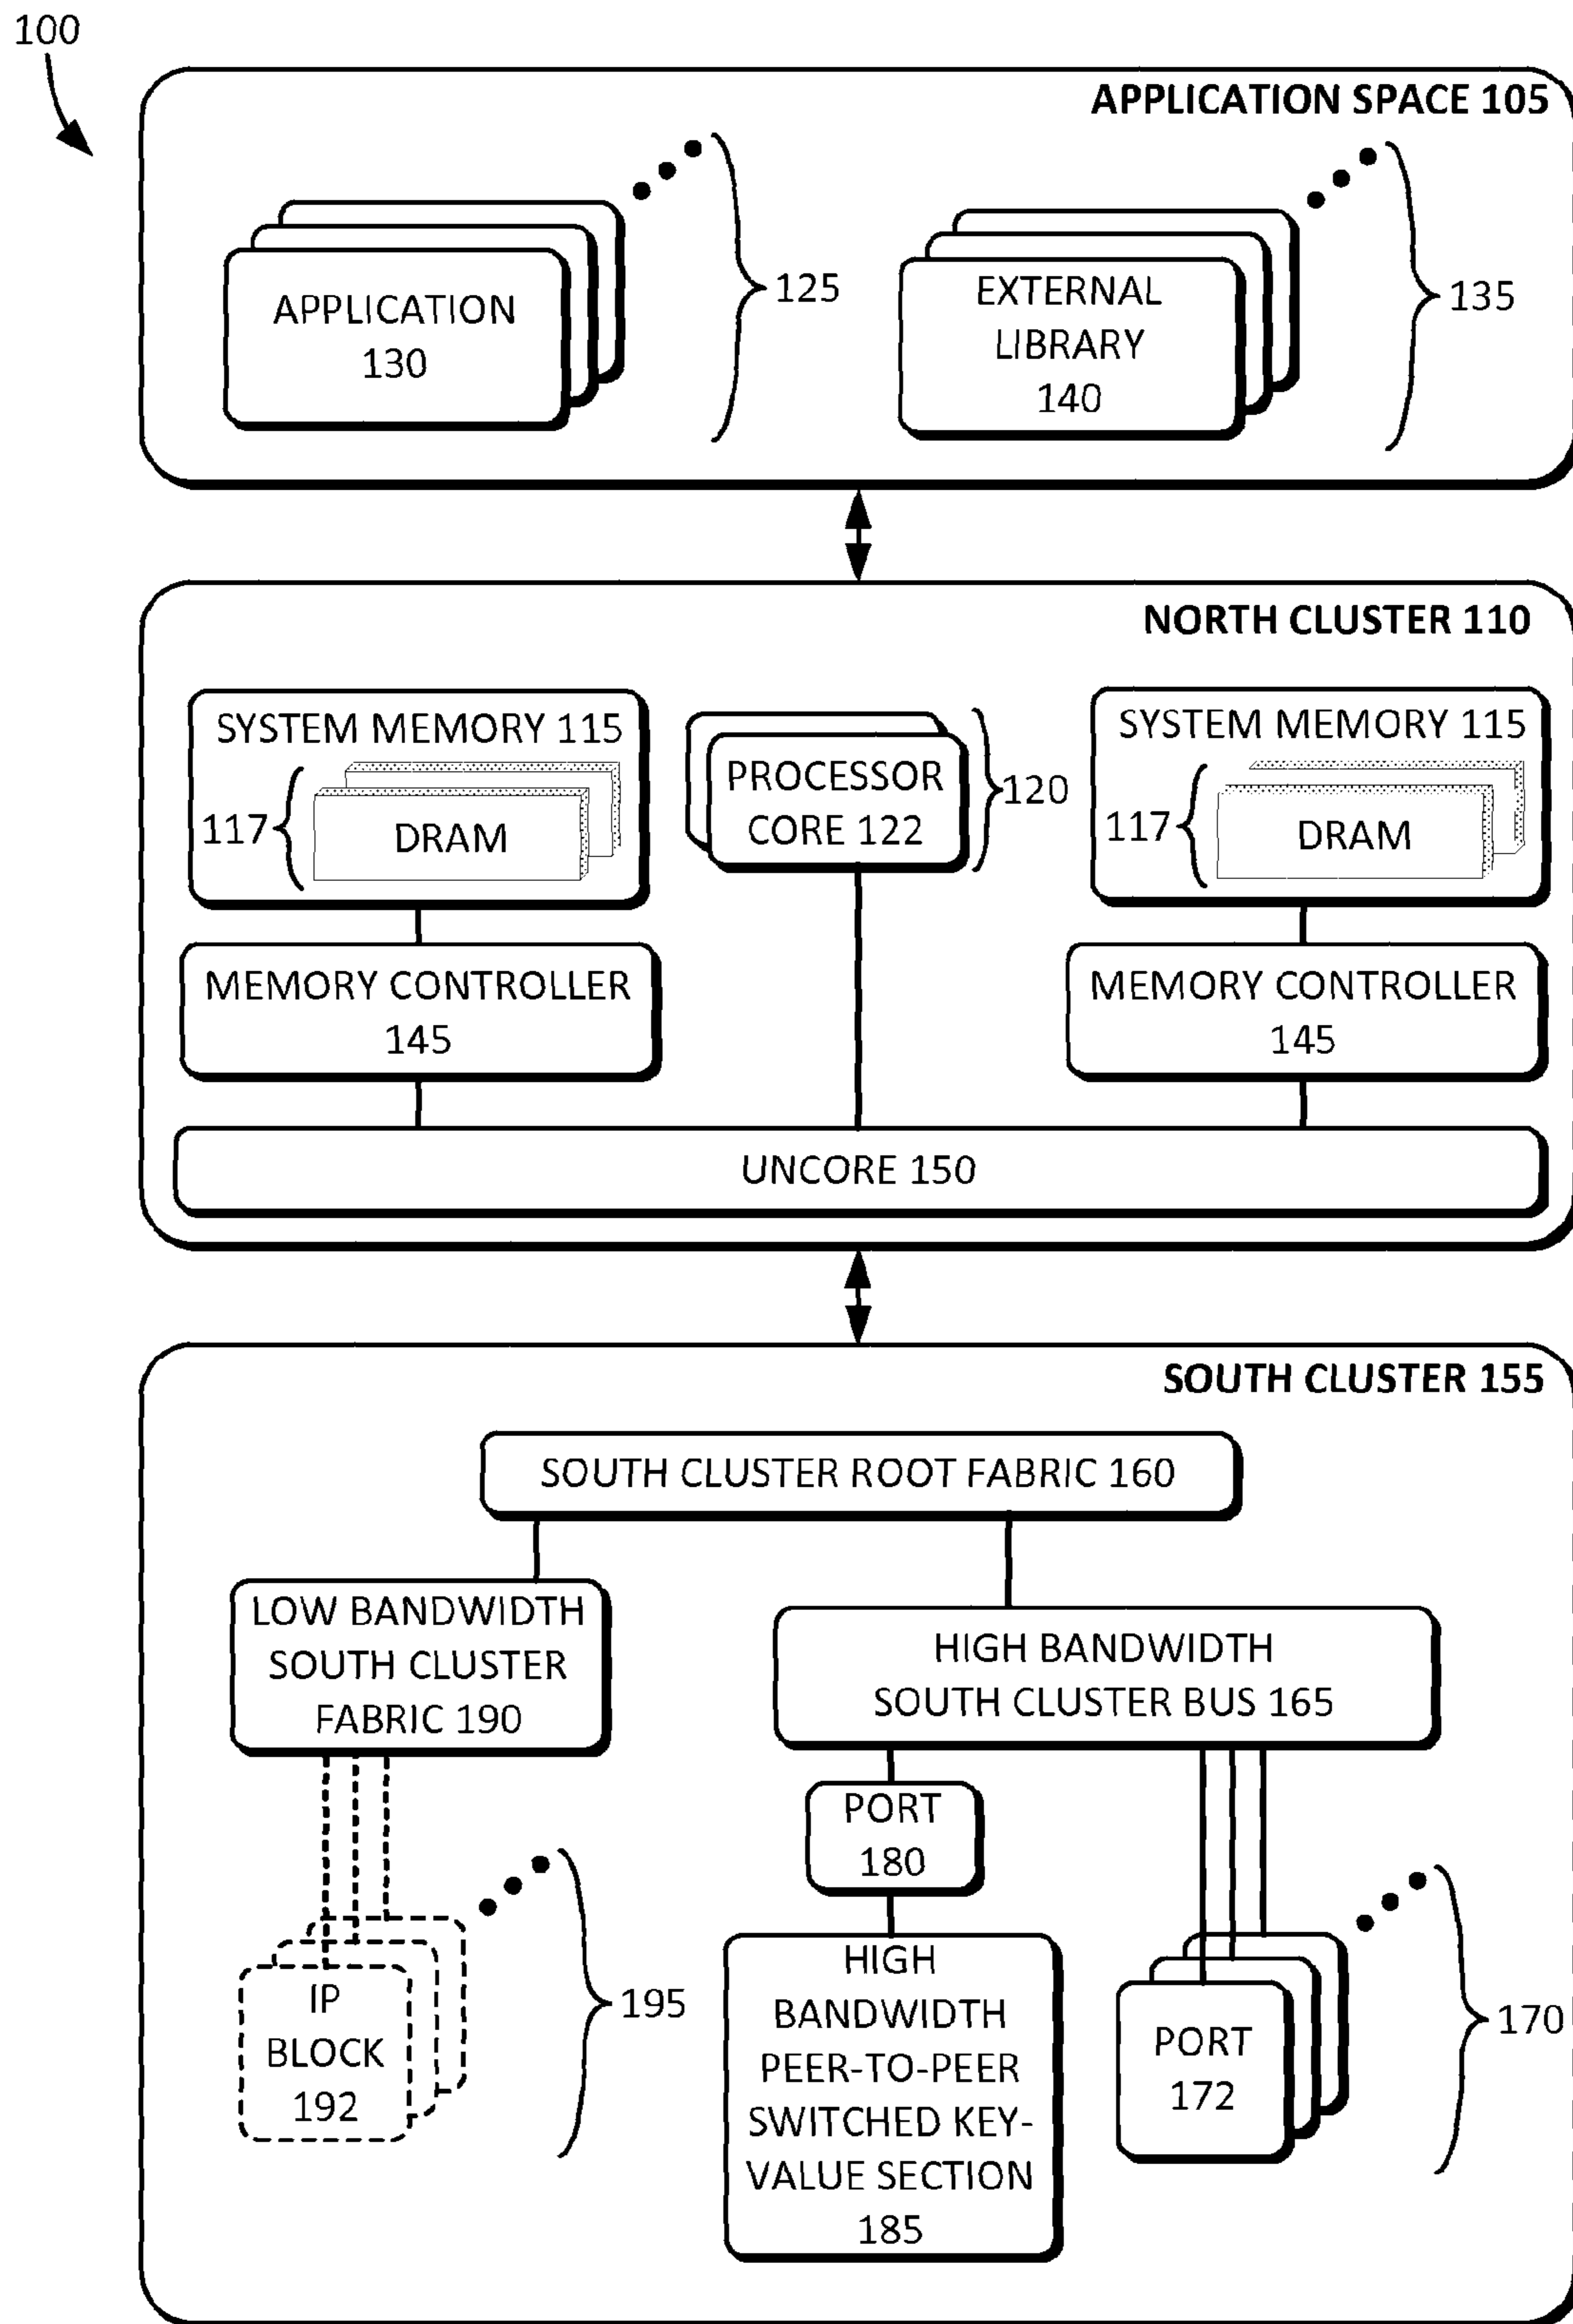 100
APPLICATION SPACE 105
APPLICATION
130
125
EXTERNAL
LIBRARY
140
135
NORTH CLUSTER 110
SYSTEM MEMORY 115
117
DRAM
PROCESSOR
CORE 122
120
SYSTEM MEMORY 115
117
DRAM
MEMORY CONTROLLER
145
MEMORY CONTROLLER
145
UNCORE 150
SOUTH CLUSTER 155
SOUTH CLUSTER ROOT FABRIC 160
LOW BANDWIDTH
SOUTH CLUSTER
FABRIC 190
HIGH BANDWIDTH
SOUTH CLUSTER BUS 165
PORT
180
IP
BLOCK
192
195
HIGH
BANDWIDTH
PEER-TO-PEER
SWITCHED KEY-
VALUE SECTION
185
PORT
172
170